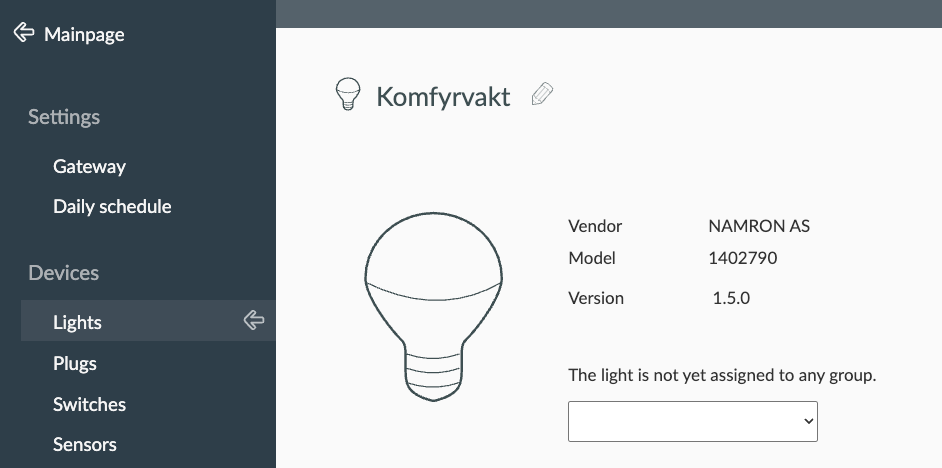 Mainpage
Settings
Gateway
Daily schedule
Devices
Lights
Plugs
Switches
Sensors
Komfyrvakt
Vendor NAMRON AS
Model 1402790
Version 1.5.0
The light is not yet assigned to any group.